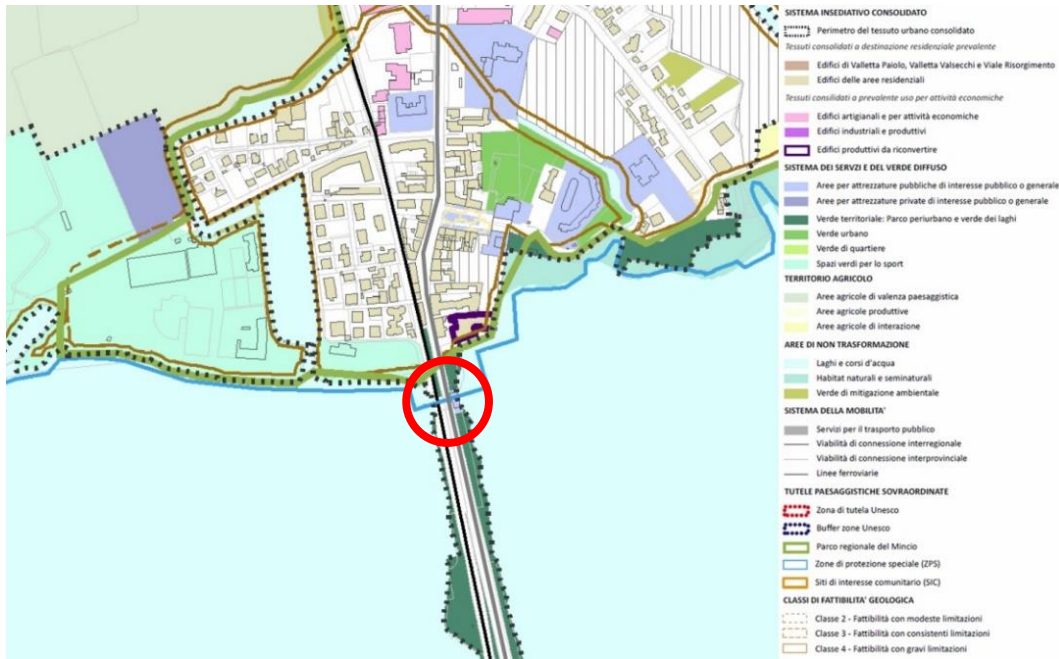 SISTEMA INSEDIATIVO CONSOLIDATO
Perimetro del tessuto urbano consolidato
Tessuti consolidati a destinazione residenziale prevalente
Edifici di Valletta Paiolo, Valletta Valsecchi e Viale Risorgimento
Edifici delle aree residenziali
Tessuti consilidati a prevalente uso per attività economiche
Edifici artigianali e per attività economiche
Edifici industriali e produttivi
Edifici produttivi da riconvertire
SISTEMA DEI SERVZI E DEL VERDE DIFFUSO
Aree per attrezzature pubbliche di interesse pubblico o generale
Aree per attrezzature private di interesse pubblico o generale
Verde territoriale: Parco periurbano e verde dei laghi
Verde urbano
Verde di quartiere
Spazi verdi per lo sport
TERRITORIO AGRICOLO
Aree agricole di valenza paesaggistica
Aree agricole produttive
Aree agricole di interazione
AREE DI NON TRASFORMAZIONE
Laghi e corsi d'acqua
Habitat naturali e seminaturali
Verde di mitigazione ambientale
SISTEMA DELLA MOBILITA'
Servizi per il trasporto pubblico
Viabilità di connessione interregionale
Viabilità di connessione interprovinciale
Linee ferroviarie
TUTELE PAESAGGISTICHE SOVRAORDINATE
Zona di tutela Unesco
Buffer zone Unesco
Parco regionale del Mincio
Zone di protezione speciale (ZPS)
Siti di interesse comunitario (SIC)
CLASSI DI FATTIBILITA' GEOLOGICA
Classe 2 - Fattibilità con modeste limitazioni
Classe 3 - Fattibilità con consistenti limitazioni
Classe 4 - Fattibilità con gravi limitazioni